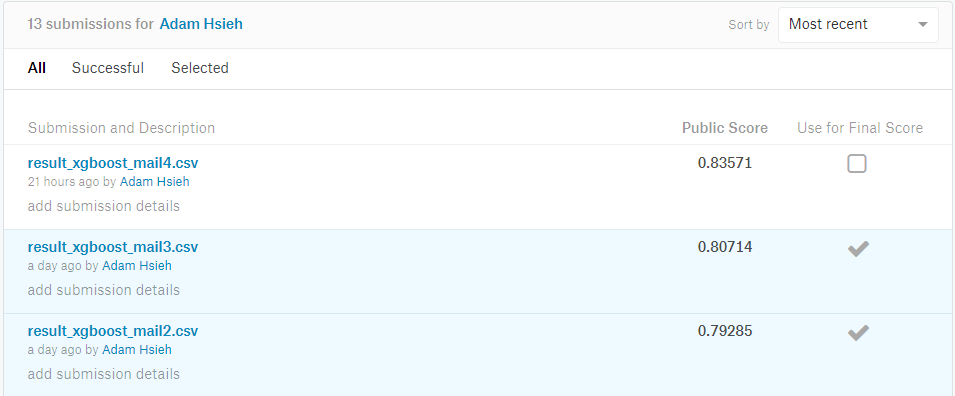 13 submissions for Adam Hsieh
Sort by Most recent
All Successful Selected
Submission and Description Public Score Use for Final Score
result_xgboost_mail4.csv 0.83571
21 hours ago by Adam Hsieh
add submission details
result_xgboost_mail3.csv 0.80714
a day ago by Adam Hsieh
add submission details
result_xgboost_mail2.csv 0.79285
a day ago by Adam Hsieh
add submission details